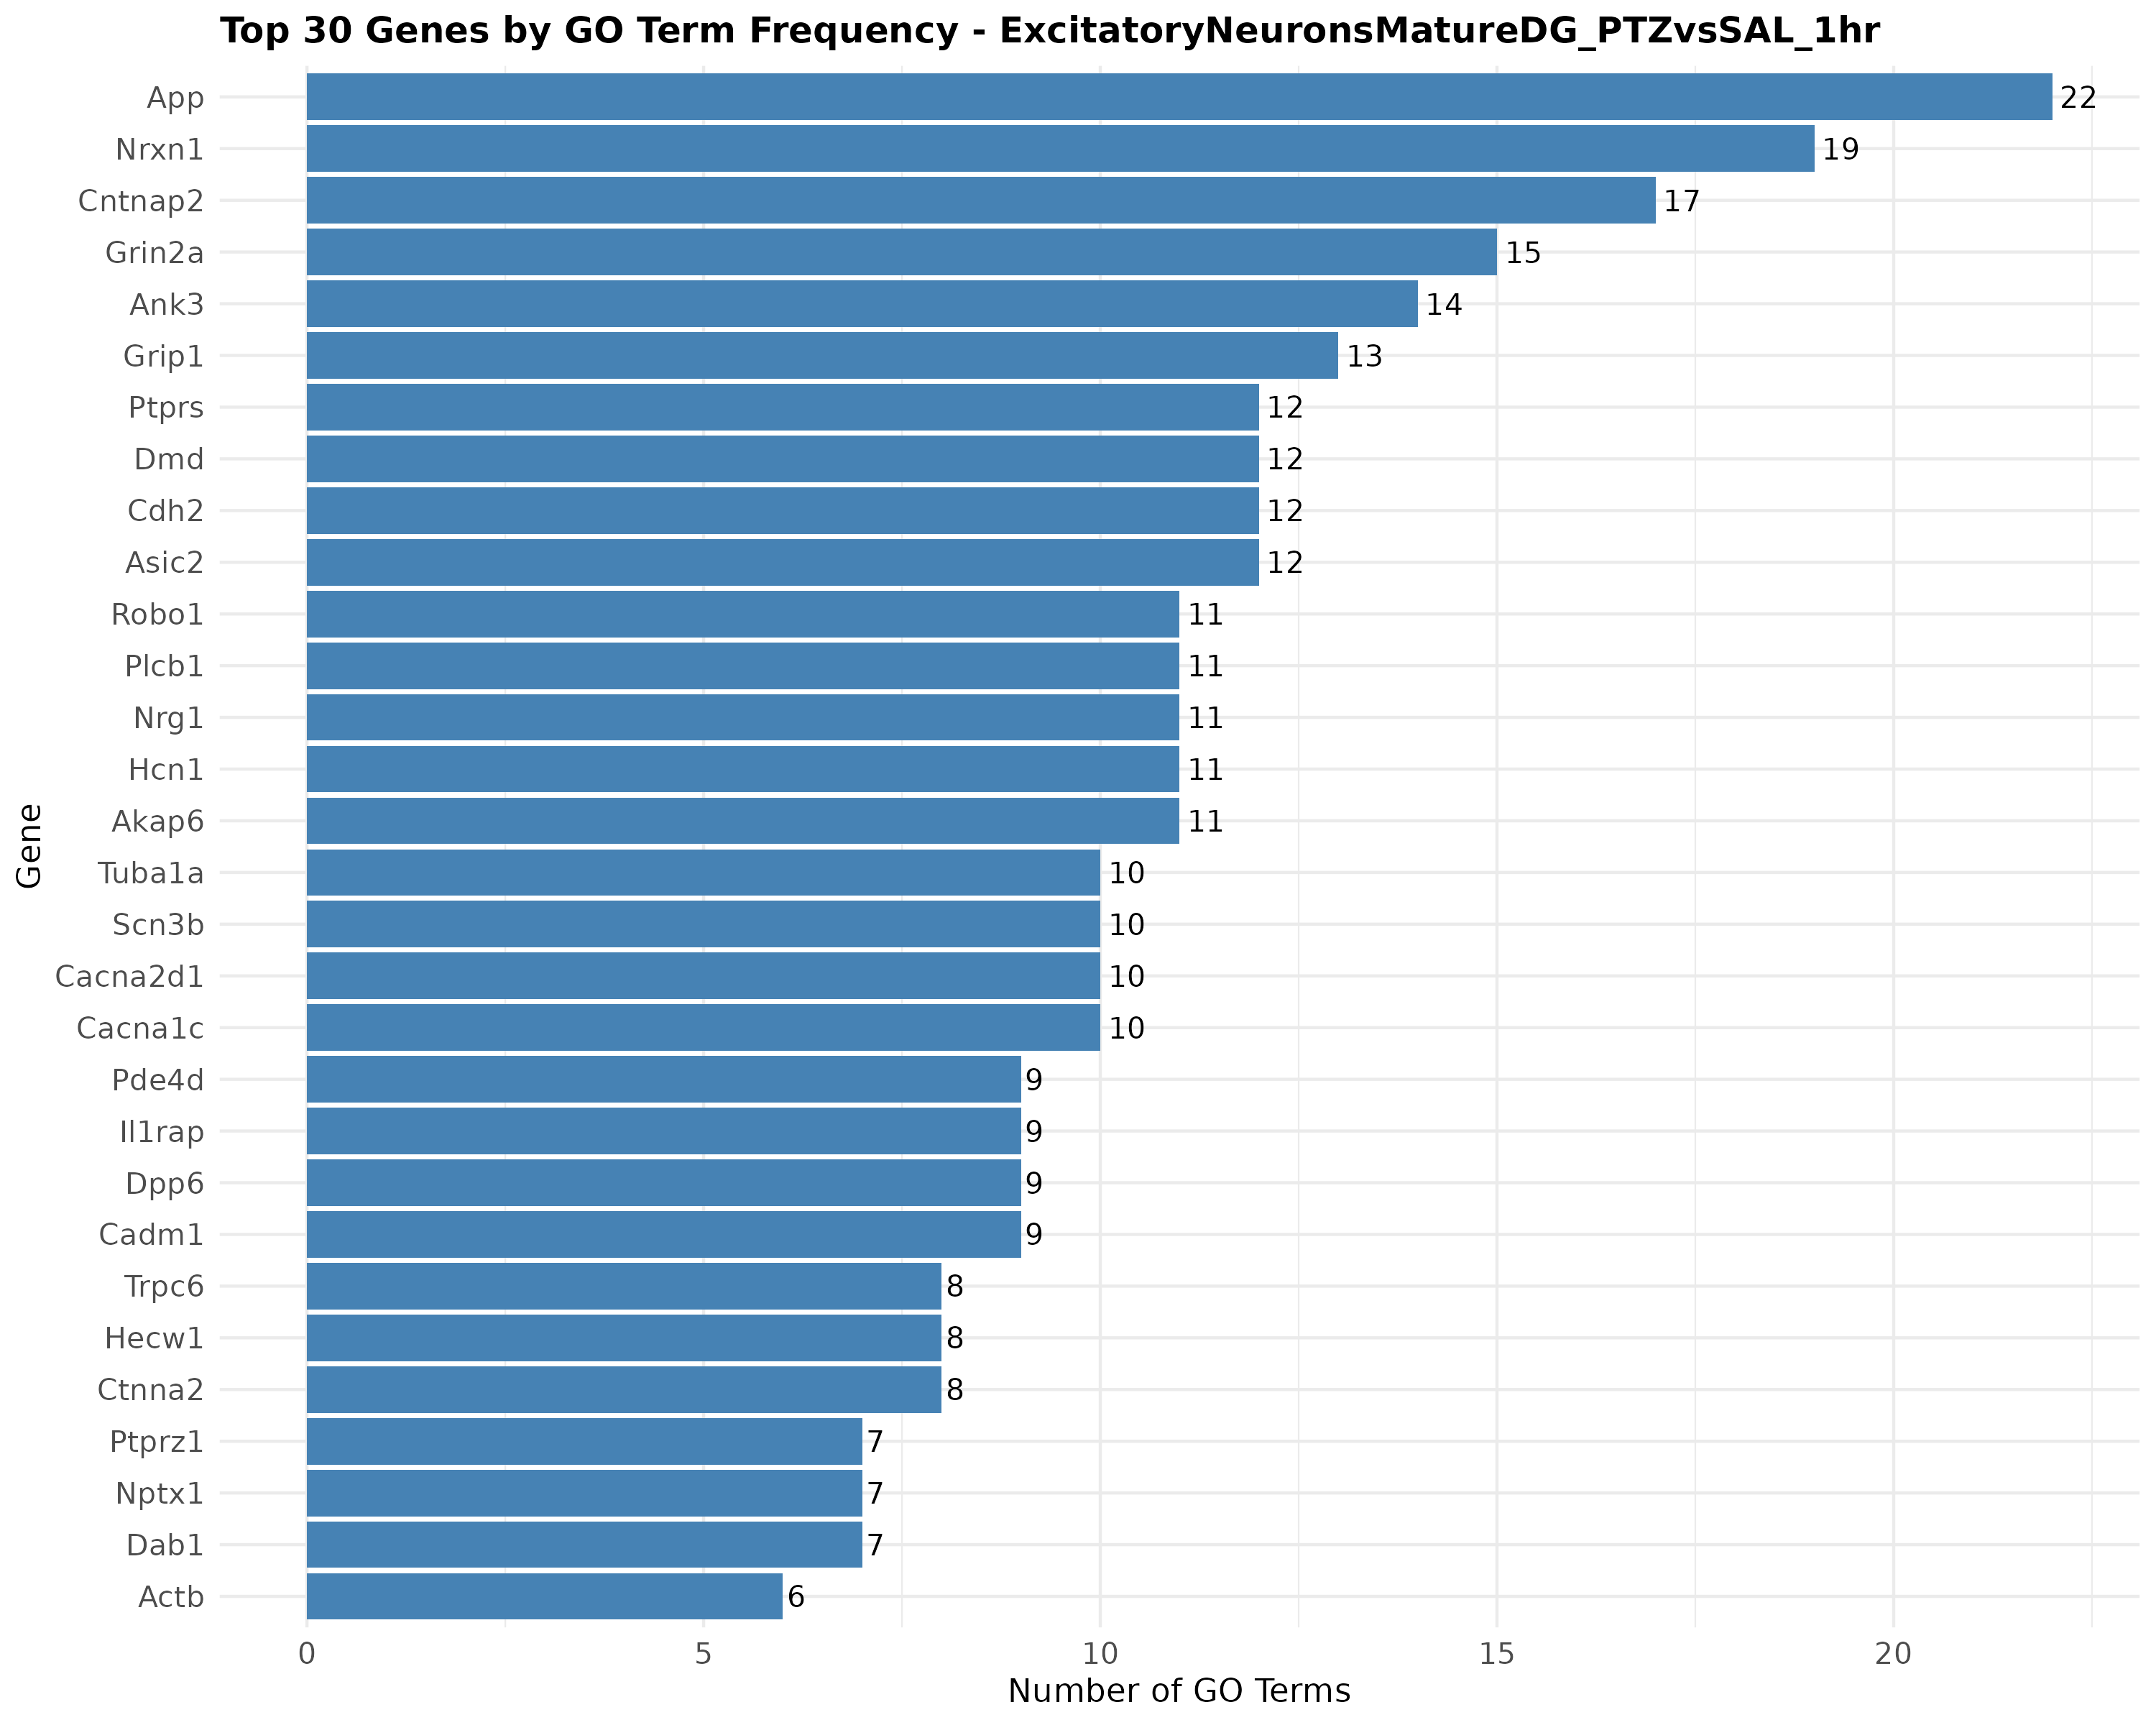 Top 30 Genes by GO Term Frequency - ExcitatoryNeuronsMatureDG_PTZvsSAL_1hr
Gene
App 22
Nrxn1 19
Cntnap2 17
Grin2a 15
Ank3 14
Grip1 13
Ptprs 12
Dmd 12
Cdh2 12
Asic2 12
Robo1 11
Plcb1 11
Nrg1 11
Hcn1 11
Akap6 11
Tuba1a 10
Scn3b 10
Cacna2d1 10
Cacna1c 10
Pde4d 9
Il1rap 9
Dpp6 9
Cadm1 9
Trpc6 8
Hecw1 8
Ctnna2 8
Ptprz1 7
Nptx1 7
Dab1 7
Actb 6
0 5 10 15 20
Number of GO Terms